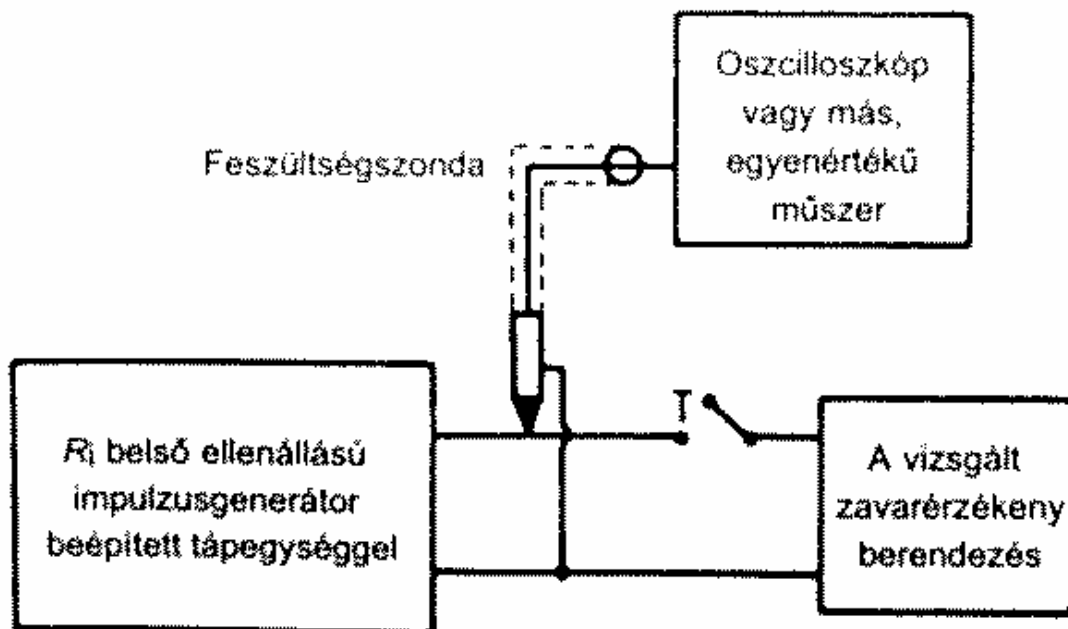 Oszcilloszkóp
vagy más,
egyenértékű
műszer
Feszültségszonda
Ri belső ellenállású
impulzusgenerátor
beépített tápegységgel
A vizsgált
zavarérzékeny
berendezés